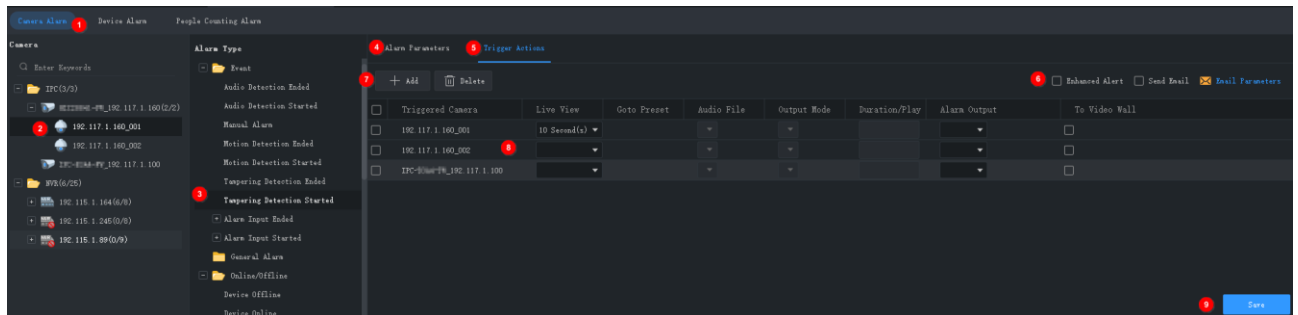 Camera Alarm 1 Device Alarm People Counting Alarm
Camera
Enter Keywords
IPC(3/3)
_192.117.1.160(2/2)
2 192.117.1.160_001
192.117.1.160_002
_192.117.1.100
NVR(6/25)
192.115.1.164(6/8)
192.115.1.245(0/8)
192.115.1.89(0/9)
Alarm Type
Event
Audio Detection Ended
Audio Detection Started
Manual Alarm
Motion Detection Ended
Motion Detection Started
Tampering Detection Ended
3 Tampering Detection Started
Alarm Input Ended
Alarm Input Started
General Alarm
Online/Offline
Device Offline
Device Online
4 Alarm Parameters 5 Trigger Actions
7 Add Delete 6 Enhanced Alert Send Email Email Parameters
Triggered Camera Live View Goto Preset Audio File Output Mode Duration/Play Alarm Output To Video Wall
192.117.1.160_001 10 Second(s)
192.117.1.160_002 8
_192.117.1.100
9 Save